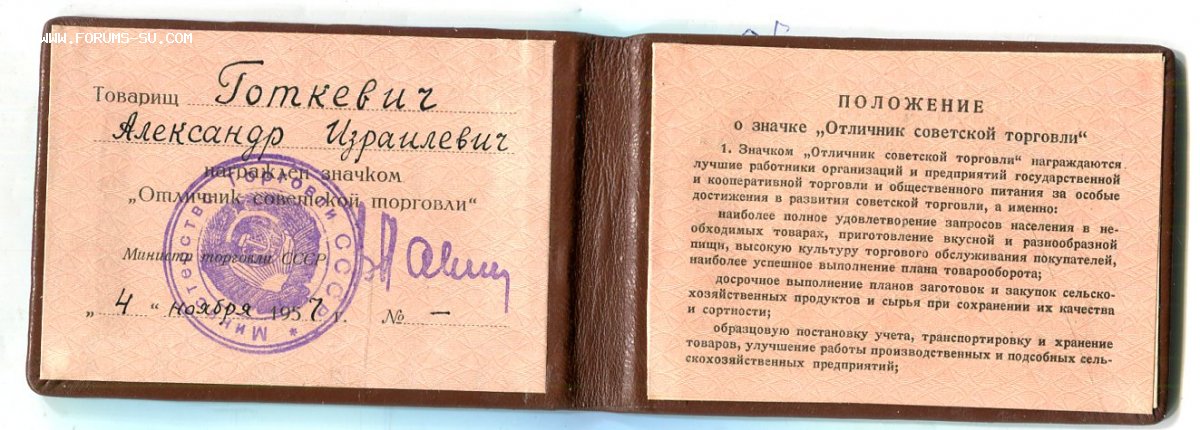 WWW.FORUMS-SU.COM
Товарищ Готкевич
Александр Израилевич
награжден значком
„Отличник советской торговли“
Министр торговли СССР
„4“ ноября 1957 г. № –
Министерство торговли СССР *
ПОЛОЖЕНИЕ
о значке „Отличник советской торговли“
1. Значком „Отличник советской торговли“ награждаются
лучшие работники организаций и предприятий государственной
и кооперативной торговли и общественного питания за особые
достижения в развитии советской торговли, а именно:
наиболее полное удовлетворение запросов населения в не-
обходимых товарах, приготовление вкусной и разнообразной
пищи, высокую культуру торгового обслуживания покупателей,
наиболее успешное выполнение плана товарооборота;
досрочное выполнение планов заготовок и закупок сельско-
хозяйственных продуктов и сырья при сохранении их качества
и сортности;
образцовую постановку учета, транспортировку и хранение
товаров, улучшение работы производственных и подсобных сель-
скохозяйственных предприятий;